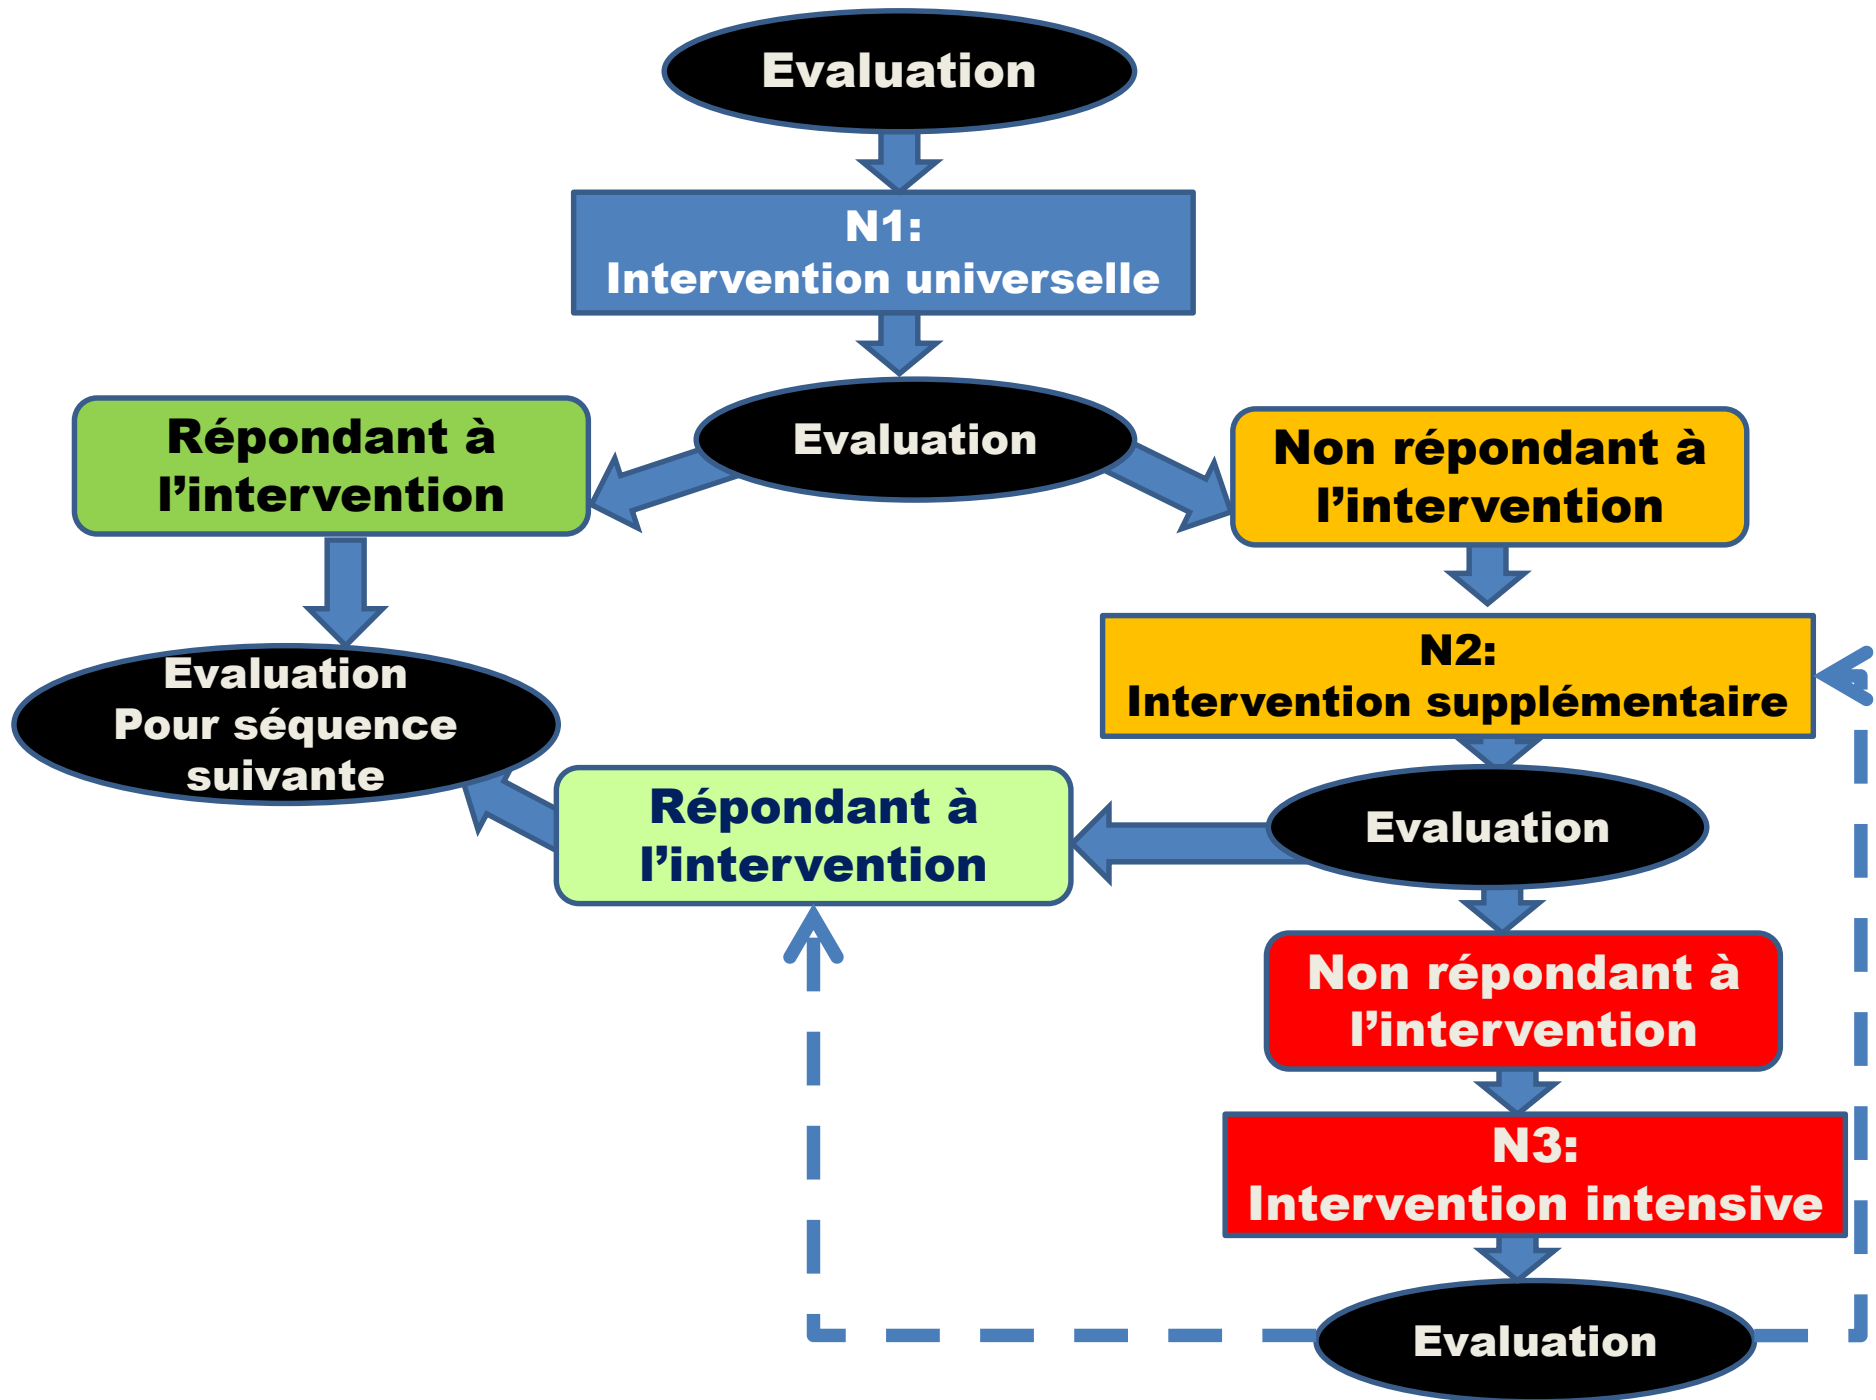 Evaluation
N1:
Intervention universelle
Evaluation
Répondant à
l’intervention
Non répondant à
l’intervention
Evaluation
Pour séquence
suivante
N2:
Intervention supplémentaire
Répondant à
l’intervention
Evaluation
Non répondant à
l’intervention
N3:
Intervention intensive
Evaluation